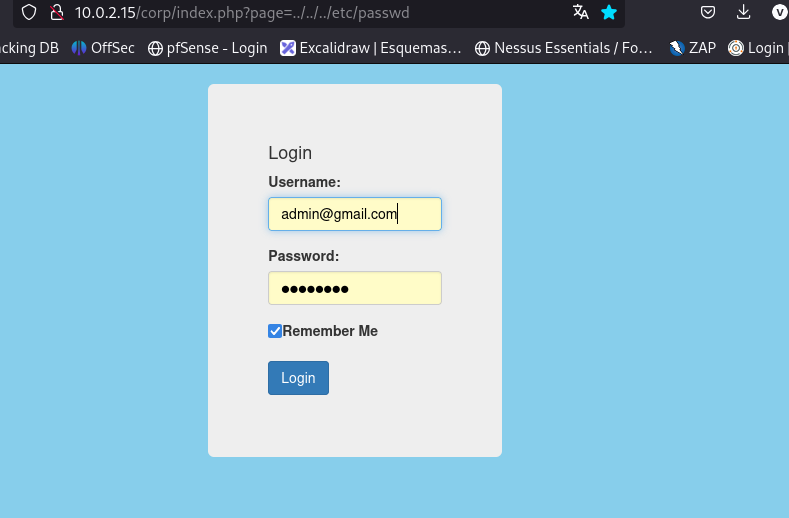 10.0.2.15/corp/index.php?page=../../../etc/passwd
cking DB OffSec pfSense - Login Excalidraw | Esquemas… Nessus Essentials / Fo… ZAP Login
Login
Username:
admin@gmail.com
Password:
●●●●●●●●
Remember Me
Login